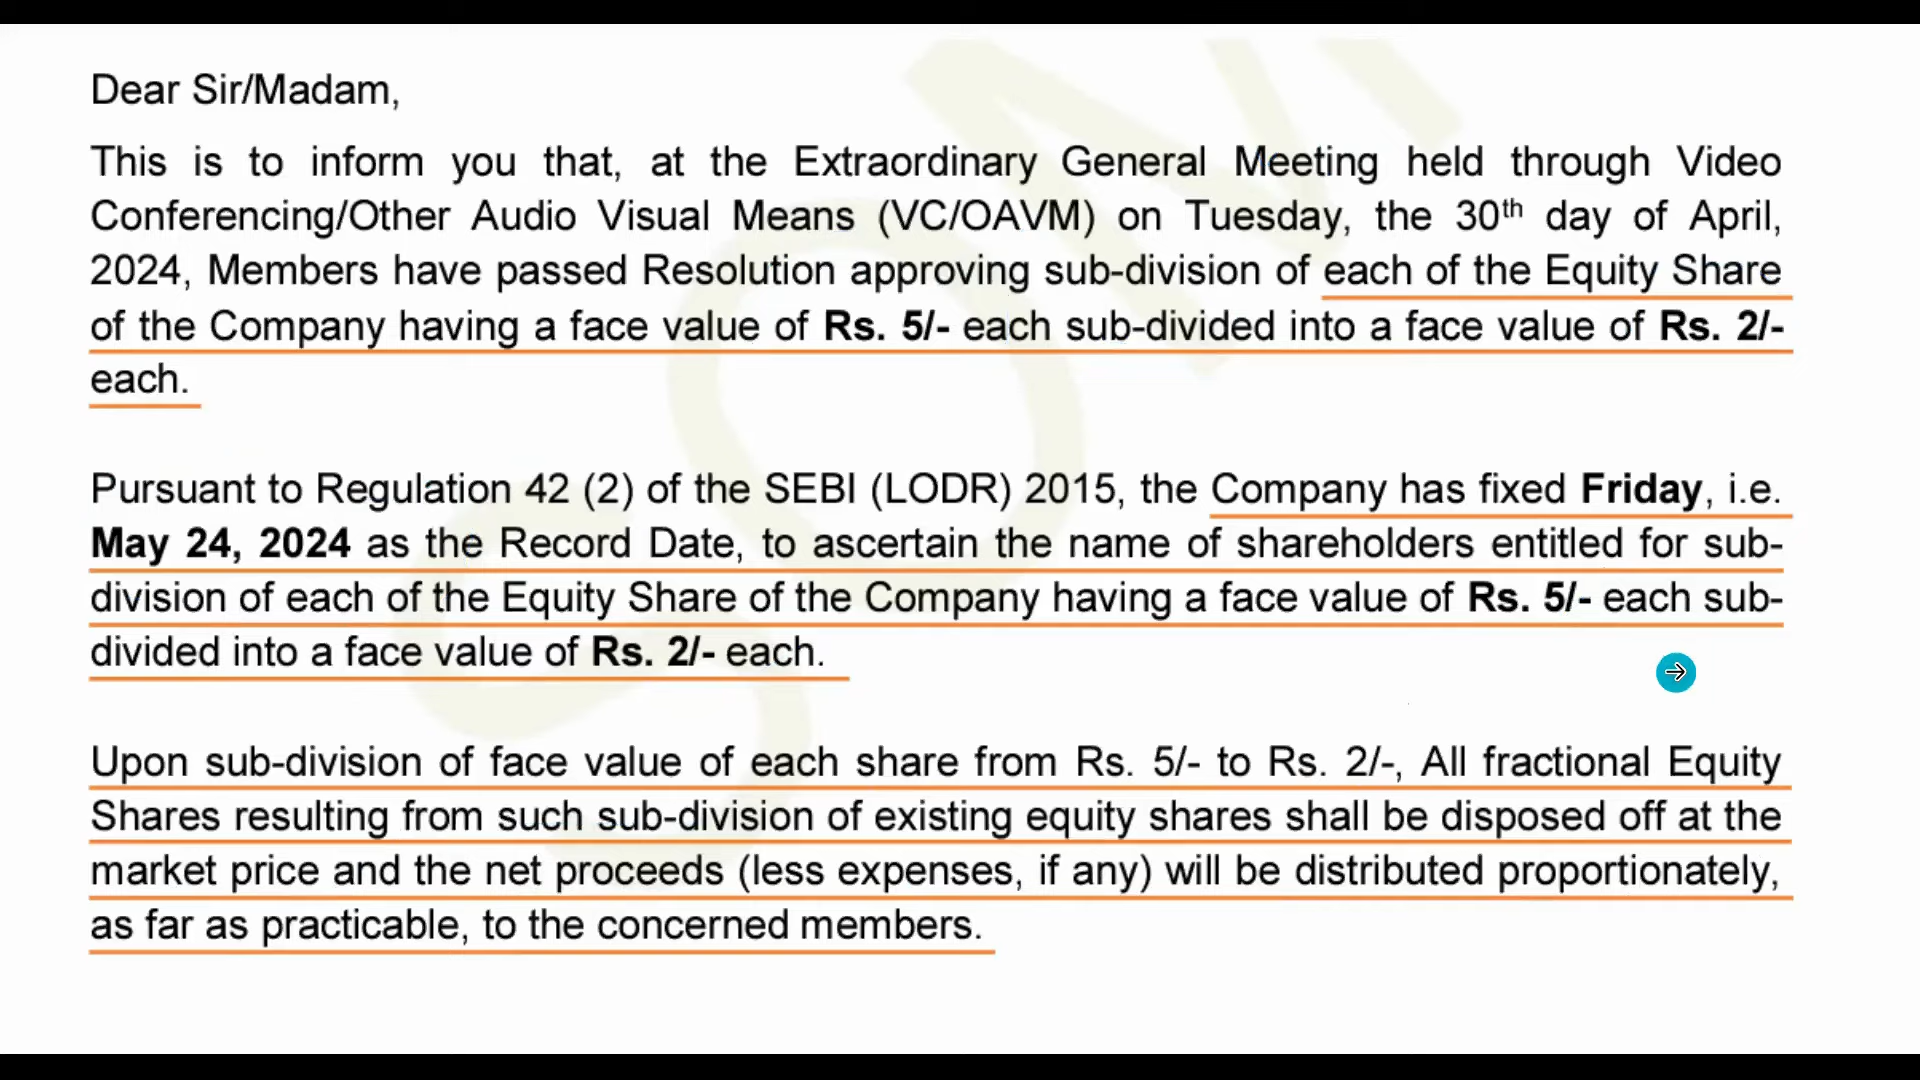 Dear Sir/Madam,
This is to inform you that, at the Extraordinary General Meeting held through Video
Conferencing/Other Audio Visual Means (VC/OAVM) on Tuesday, the 30th day of April,
2024, Members have passed Resolution approving sub-division of each of the Equity Share
of the Company having a face value of Rs. 5/- each sub-divided into a face value of Rs. 2/-
each.
Pursuant to Regulation 42 (2) of the SEBI (LODR) 2015, the Company has fixed Friday, i.e.
May 24, 2024 as the Record Date, to ascertain the name of shareholders entitled for sub-
division of each of the Equity Share of the Company having a face value of Rs. 5/- each sub-
divided into a face value of Rs. 2/- each.
Upon sub-division of face value of each share from Rs. 5/- to Rs. 2/-, All fractional Equity
Shares resulting from such sub-division of existing equity shares shall be disposed off at the
market price and the net proceeds (less expenses, if any) will be distributed proportionately,
as far as practicable, to the concerned members.